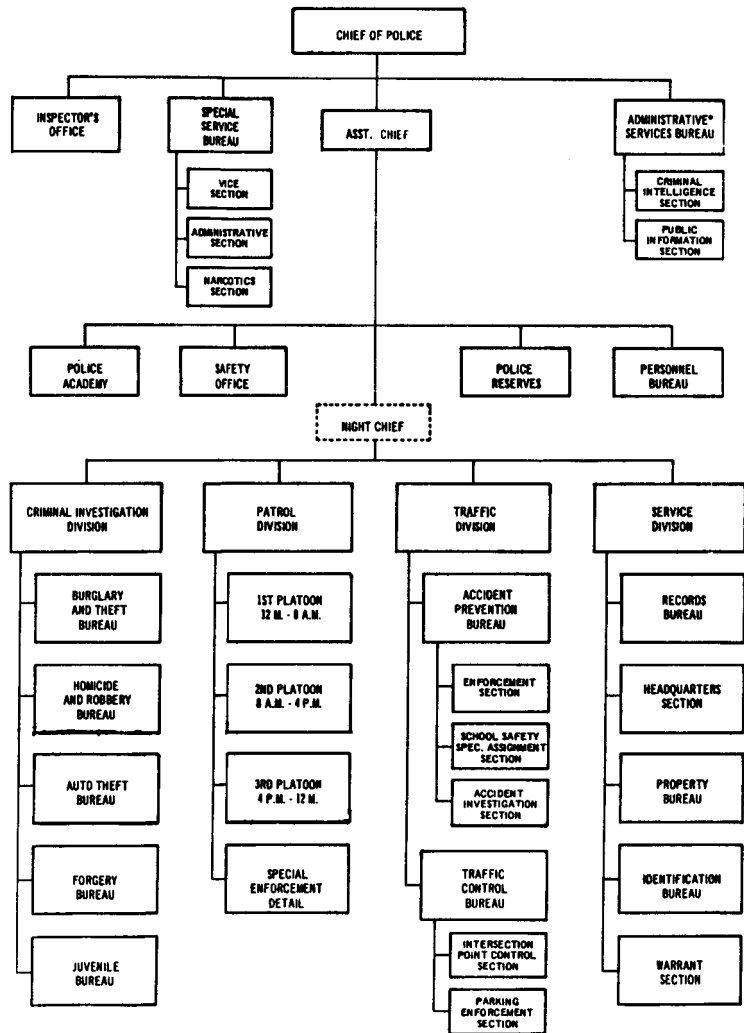 CHIEF OF POLICE
INSPECTOR'S
OFFICE
SPECIAL
SERVICE
BUREAU
ASST. CHIEF
ADMINISTRATIVE*
SERVICES BUREAU
VICE
SECTION
ADMINISTRATIVE
SECTION
NARCOTICS
SECTION
CRIMINAL
INTELLIGENCE
SECTION
PUBLIC
INFORMATION
SECTION
POLICE
ACADEMY
SAFETY
OFFICE
POLICE
RESERVES
PERSONNEL
BUREAU
NIGHT CHIEF
CRIMINAL INVESTIGATION
DIVISION
BURGLARY
AND THEFT
BUREAU
HOMICIDE
AND ROBBERY
BUREAU
AUTO THEFT
BUREAU
FORGERY
BUREAU
JUVENILE
BUREAU
PATROL
DIVISION
1ST PLATOON
12 M. - 8 A.M.
2ND PLATOON
8 A.M. - 4 P.M.
3RD PLATOON
4 P.M. - 12 M.
SPECIAL
ENFORCEMENT
DETAIL
TRAFFIC
DIVISION
ACCIDENT
PREVENTION
BUREAU
ENFORCEMENT
SECTION
SCHOOL SAFETY
SPEC. ASSIGNMENT
SECTION
ACCIDENT
INVESTIGATION
SECTION
TRAFFIC
CONTROL
BUREAU
INTERSECTION
POINT CONTROL
SECTION
PARKING
ENFORCEMENT
SECTION
SERVICE
DIVISION
RECORDS
BUREAU
HEADQUARTERS
SECTION
PROPERTY
BUREAU
IDENTIFICATION
BUREAU
WARRANT
SECTION